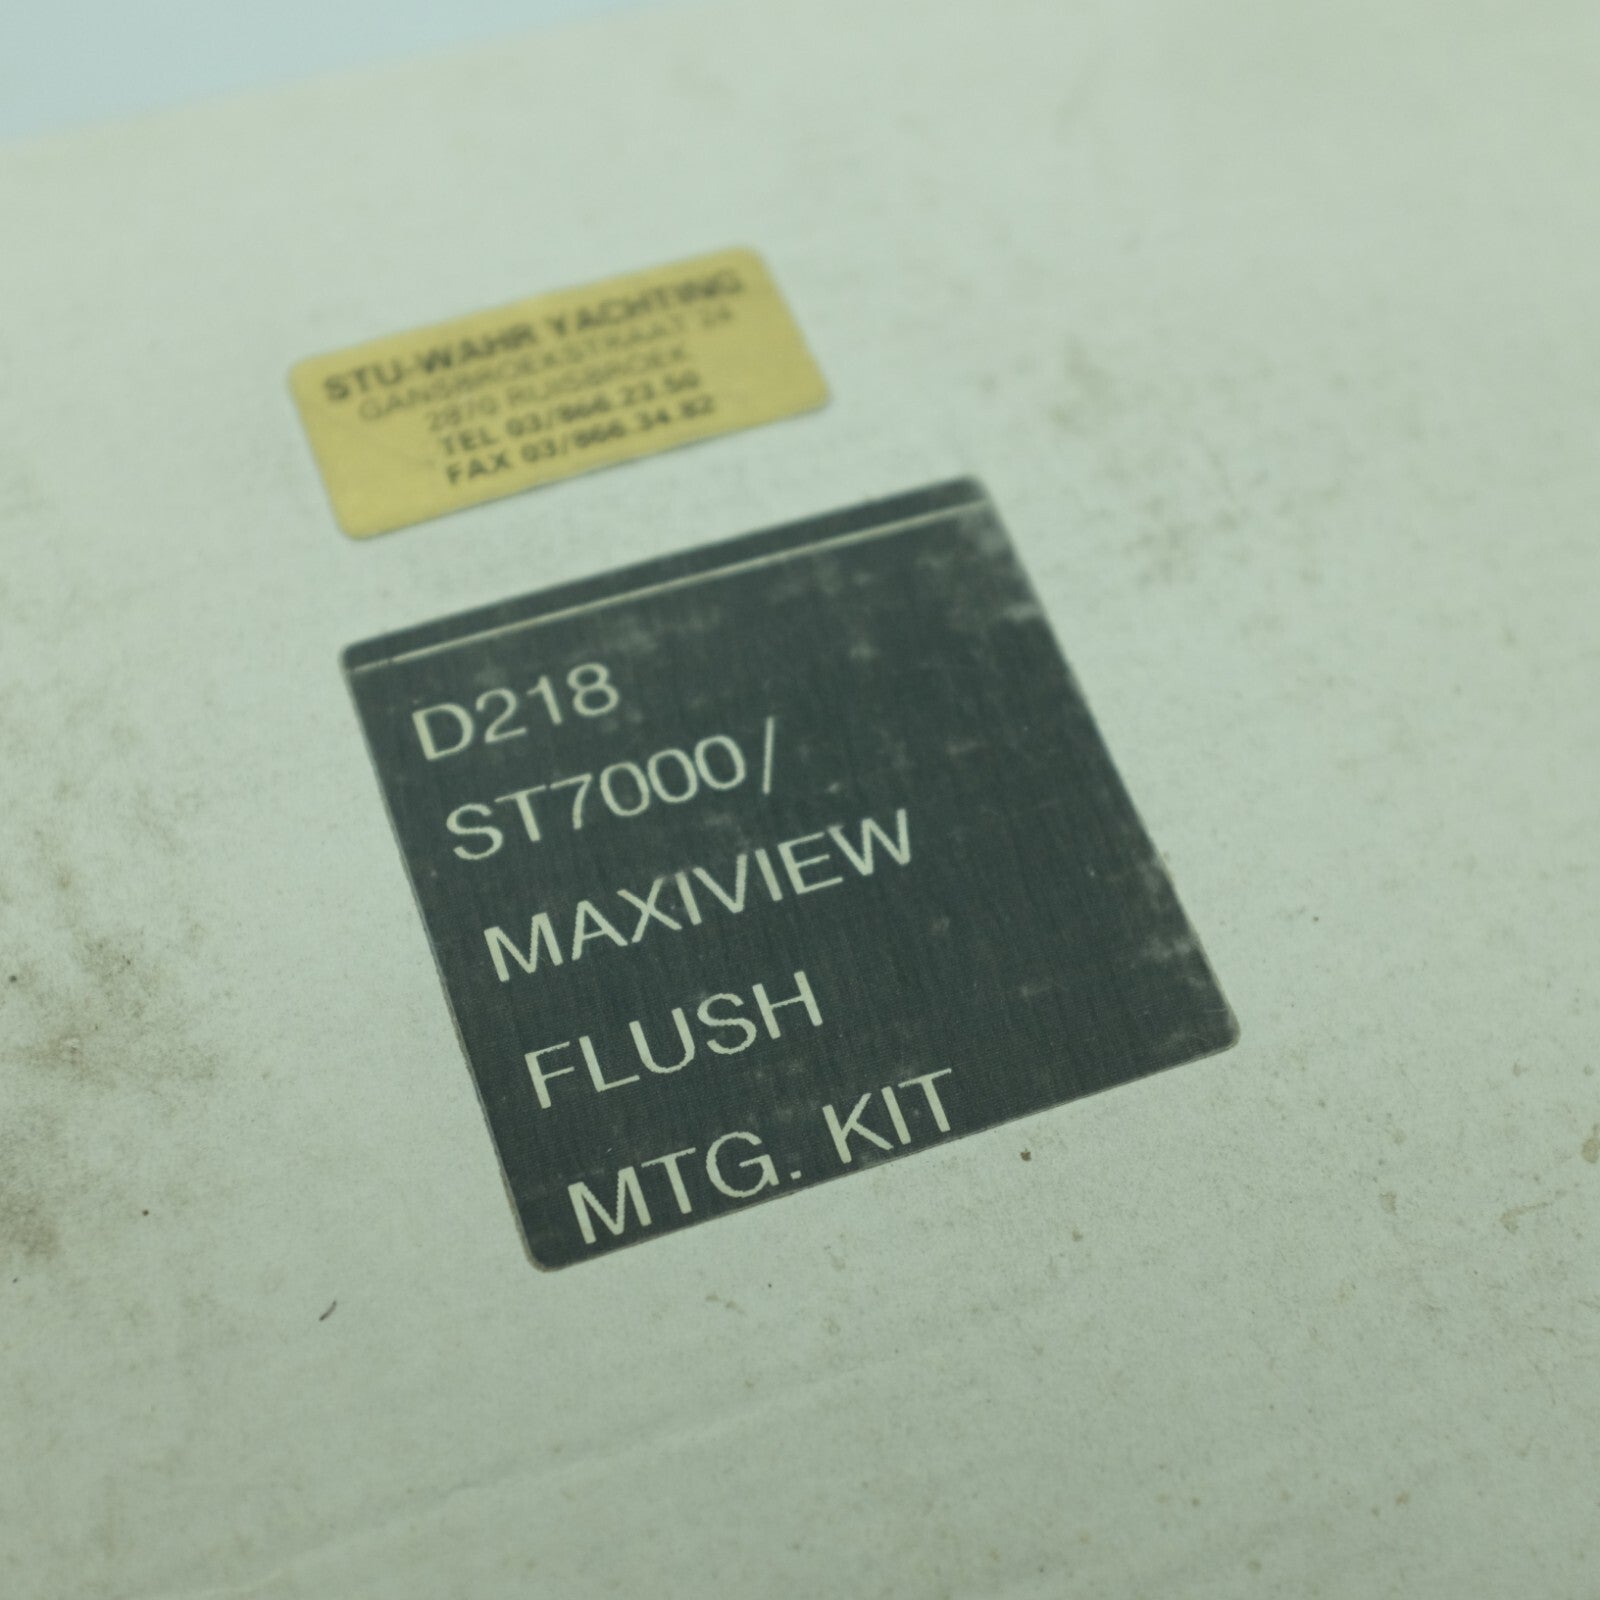 STU-WAHR YACHTING
GANSBROEKSTRAAT 24
2870 RUISBROEK
TEL 03/866.23.50
FAX 03/866.34.82
D218
ST7000/
MAXIVIEW
FLUSH
MTG. KIT